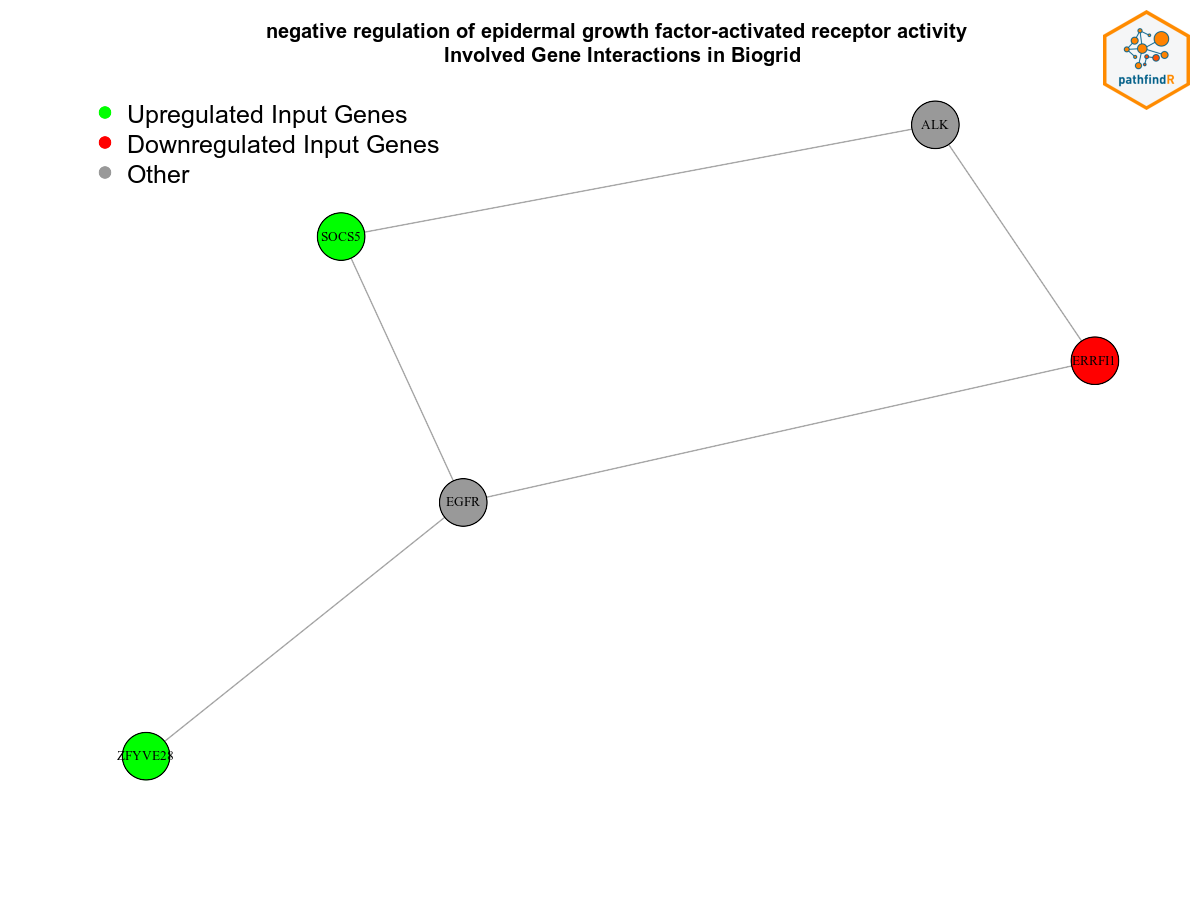 negative regulation of epidermal growth factor-activated receptor activity
Involved Gene Interactions in Biogrid
pathfindR
Upregulated Input Genes
Downregulated Input Genes
Other
ALK
SOCS5
ERRFI1
EGFR
ZFYVE28